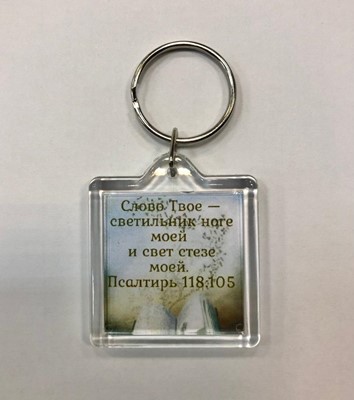 Слово Твое —
светильник ноге
моей
и свет стезе
моей.
Псалтирь 118:105